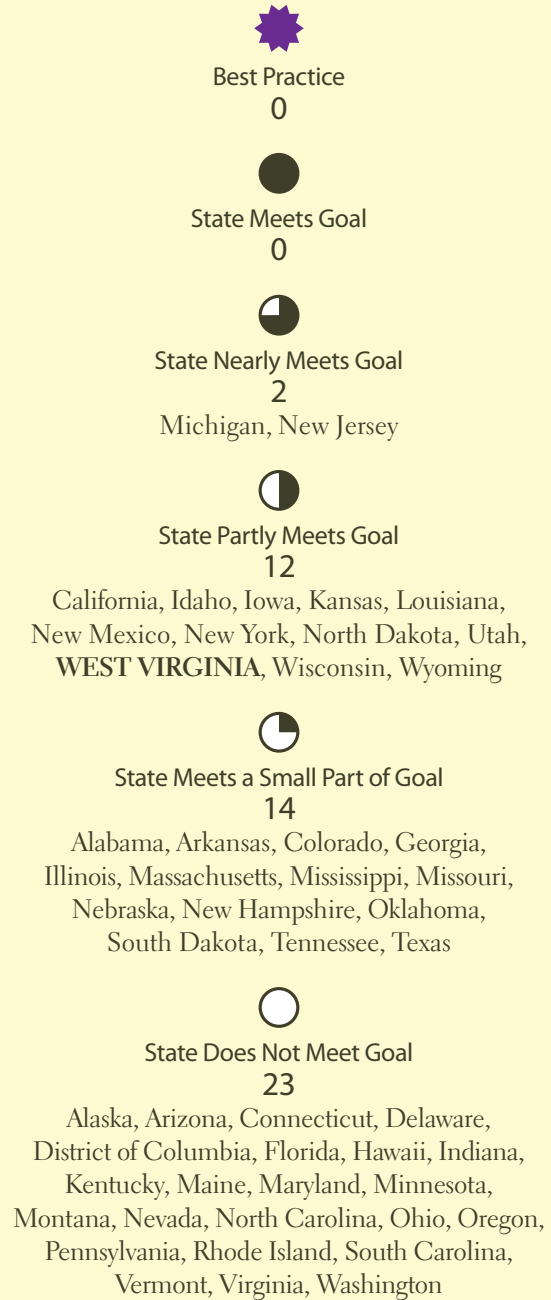 Best Practice
0
State Meets Goal
0
State Nearly Meets Goal
2
Michigan, New Jersey
State Partly Meets Goal
12
California, Idaho, Iowa, Kansas, Louisiana,
New Mexico, New York, North Dakota, Utah,
WEST VIRGINIA, Wisconsin, Wyoming
State Meets a Small Part of Goal
14
Alabama, Arkansas, Colorado, Georgia,
Illinois, Massachusetts, Mississippi, Missouri,
Nebraska, New Hampshire, Oklahoma,
South Dakota, Tennessee, Texas
State Does Not Meet Goal
23
Alaska, Arizona, Connecticut, Delaware,
District of Columbia, Florida, Hawaii, Indiana,
Kentucky, Maine, Maryland, Minnesota,
Montana, Nevada, North Carolina, Ohio, Oregon,
Pennsylvania, Rhode Island, South Carolina,
Vermont, Virginia, Washington